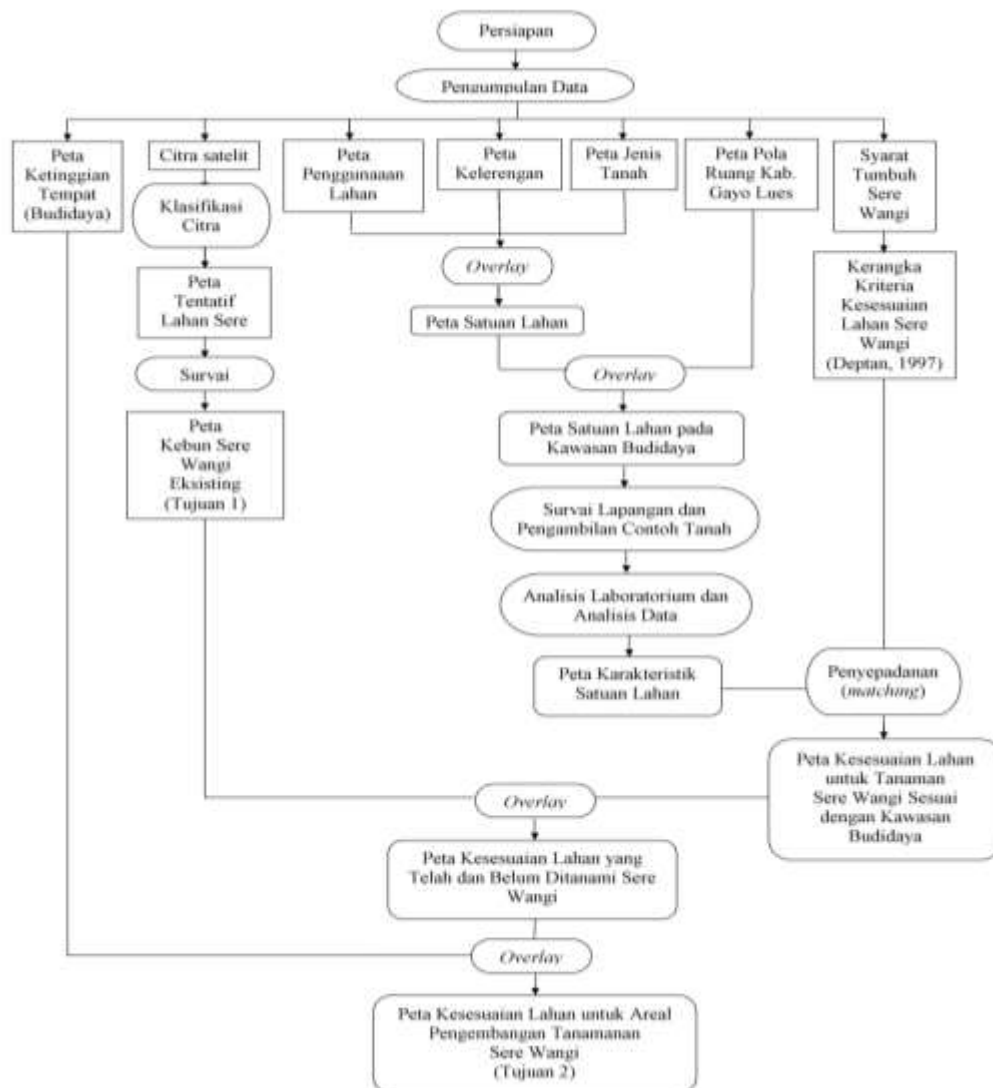 Persiapan
Pengumpulan Data
Peta
Ketinggian
Tempat
(Budidaya)
Citra satelit
Klasifikasi
Citra
Peta
Tentatif
Lahan Sere
Survai
Peta
Kebun Sere
Wangi
Eksisting
(Tujuan 1)
Peta
Penggunaaan
Lahan
Peta
Kelerengan
Peta Jenis
Tanah
Overlay
Peta Satuan Lahan
Peta Pola
Ruang Kab.
Gayo Lues
Syarat
Tumbuh
Sere
Wangi
Kerangka
Kriteria
Kesesuaian
Lahan Sere
Wangi
(Deptan, 1997)
Overlay
Peta Satuan Lahan pada
Kawasan Budidaya
Survai Lapangan dan
Pengambilan Contoh Tanah
Analisis Laboratorium dan
Analisis Data
Peta Karakteristik
Satuan Lahan
Penyepadanan
(matching)
Peta Kesesuaian Lahan
untuk Tanaman
Sere Wangi Sesuai
dengan Kawasan
Budidaya
Overlay
Peta Kesesuaian Lahan yang
Telah dan Belum Ditanami Sere
Wangi
Overlay
Peta Kesesuaian Lahan untuk Areal
Pengembangan Tanamanan
Sere Wangi
(Tujuan 2)